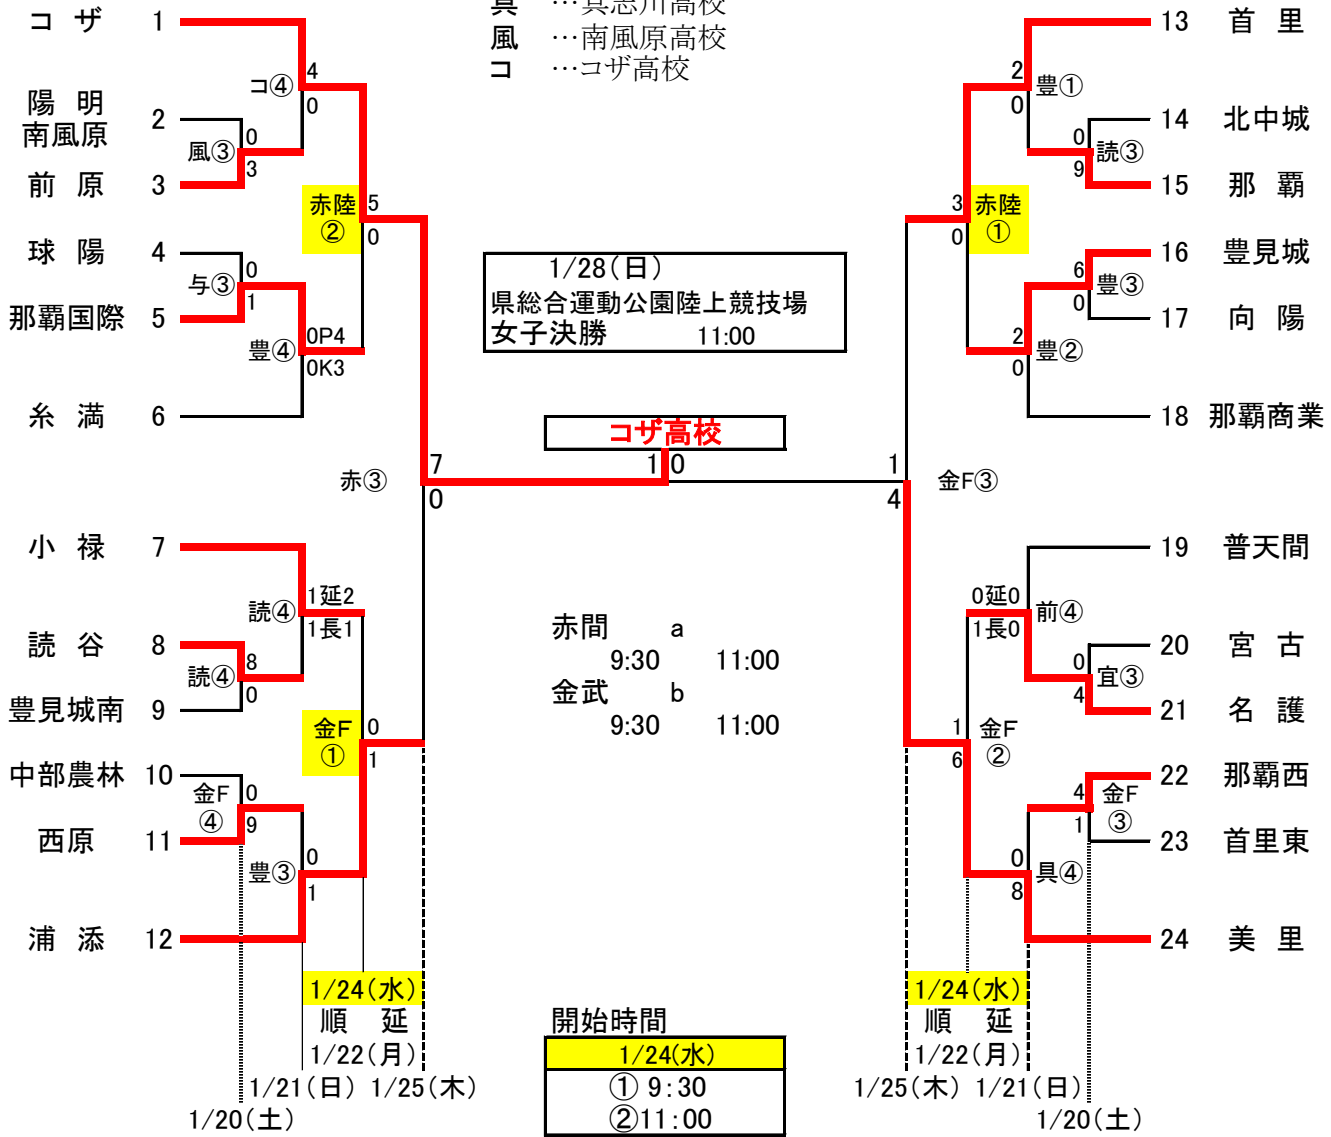 …具志川高校
風 …南風原高校
コ …コザ高校
コ ザ 1
4
コ④
0
陽 明
南風原
2
0
風③
3
前 原 3
赤陸
②
5
0
球 陽 4
0
与③
1
那覇国際 5
0P4
豊④
0K3
糸 満 6
13 首 里
2
豊①
0
14 北中城
0
読③
9
15 那 覇
3
赤陸
①
0
16 豊見城
6
豊③
0
17 向 陽
2
豊②
0
18 那覇商業
1/28(日)
県総合運動公園陸上競技場
女子決勝 11:00
コザ高校
1 0
7
赤③
0
1
金F③
4
小 禄 7
1延2
読④
1長1
読 谷 8
8
読④
0
豊見城南 9
金F
①
0
1
中部農林 10
金F
④
0
9
西原 11
0
豊③
1
浦 添 12
赤間 a
9:30 11:00
金武 b
9:30 11:00
19 普天間
0延0
前④
1長0
20 宮 古
0
宜③
4
21 名 護
1
金F
②
6
22 那覇西
4
金F
③
1
23 首里東
0
具④
8
24 美 里
1/24(水)
順 延
1/22(月)
1/21(日) 1/25(木)
1/20(土)
開始時間
1/24(水)
① 9:30
②11:00
1/24(水)
順 延
1/22(月)
1/25(木) 1/21(日)
1/20(土)